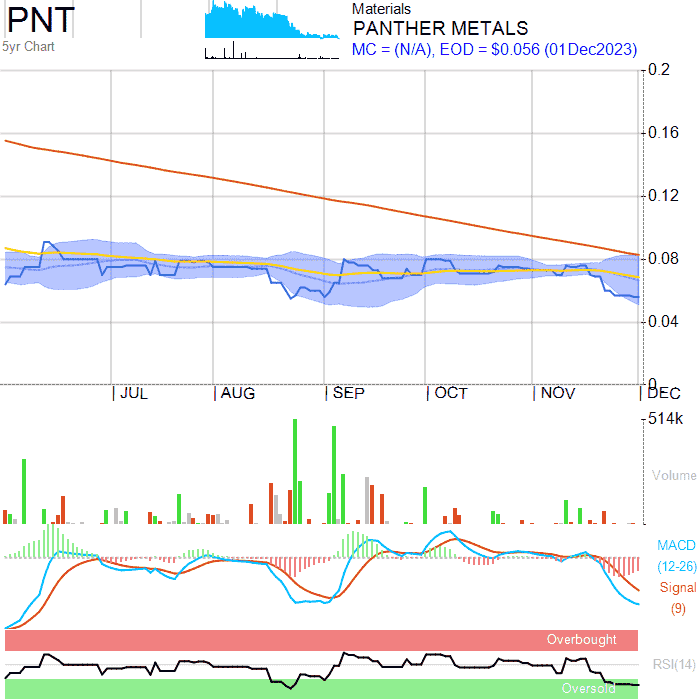 PNT
5yr Chart
Materials
PANTHER METALS
MC = (N/A), EOD = $0.056 (01Dec2023)
0.2
0.16
0.12
0.08
0.04
0
JUL AUG SEP OCT NOV DEC
514k
Volume
MACD
(12-26)
Signal
(9)
Overbought
RSI(14)
Oversold